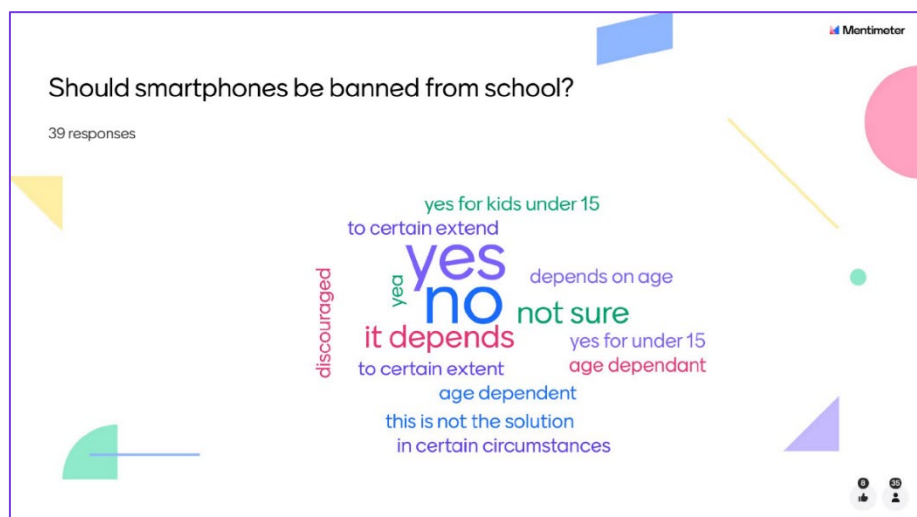 Mentimeter
Should smartphones be banned from school?
39 responses
yes for kids under 15
to certain extend
yes
depends on age
discouraged
yea
no
not sure
it depends
yes for under 15
to certain extent
age dependant
age dependent
this is not the solution
in certain circumstances
8
35